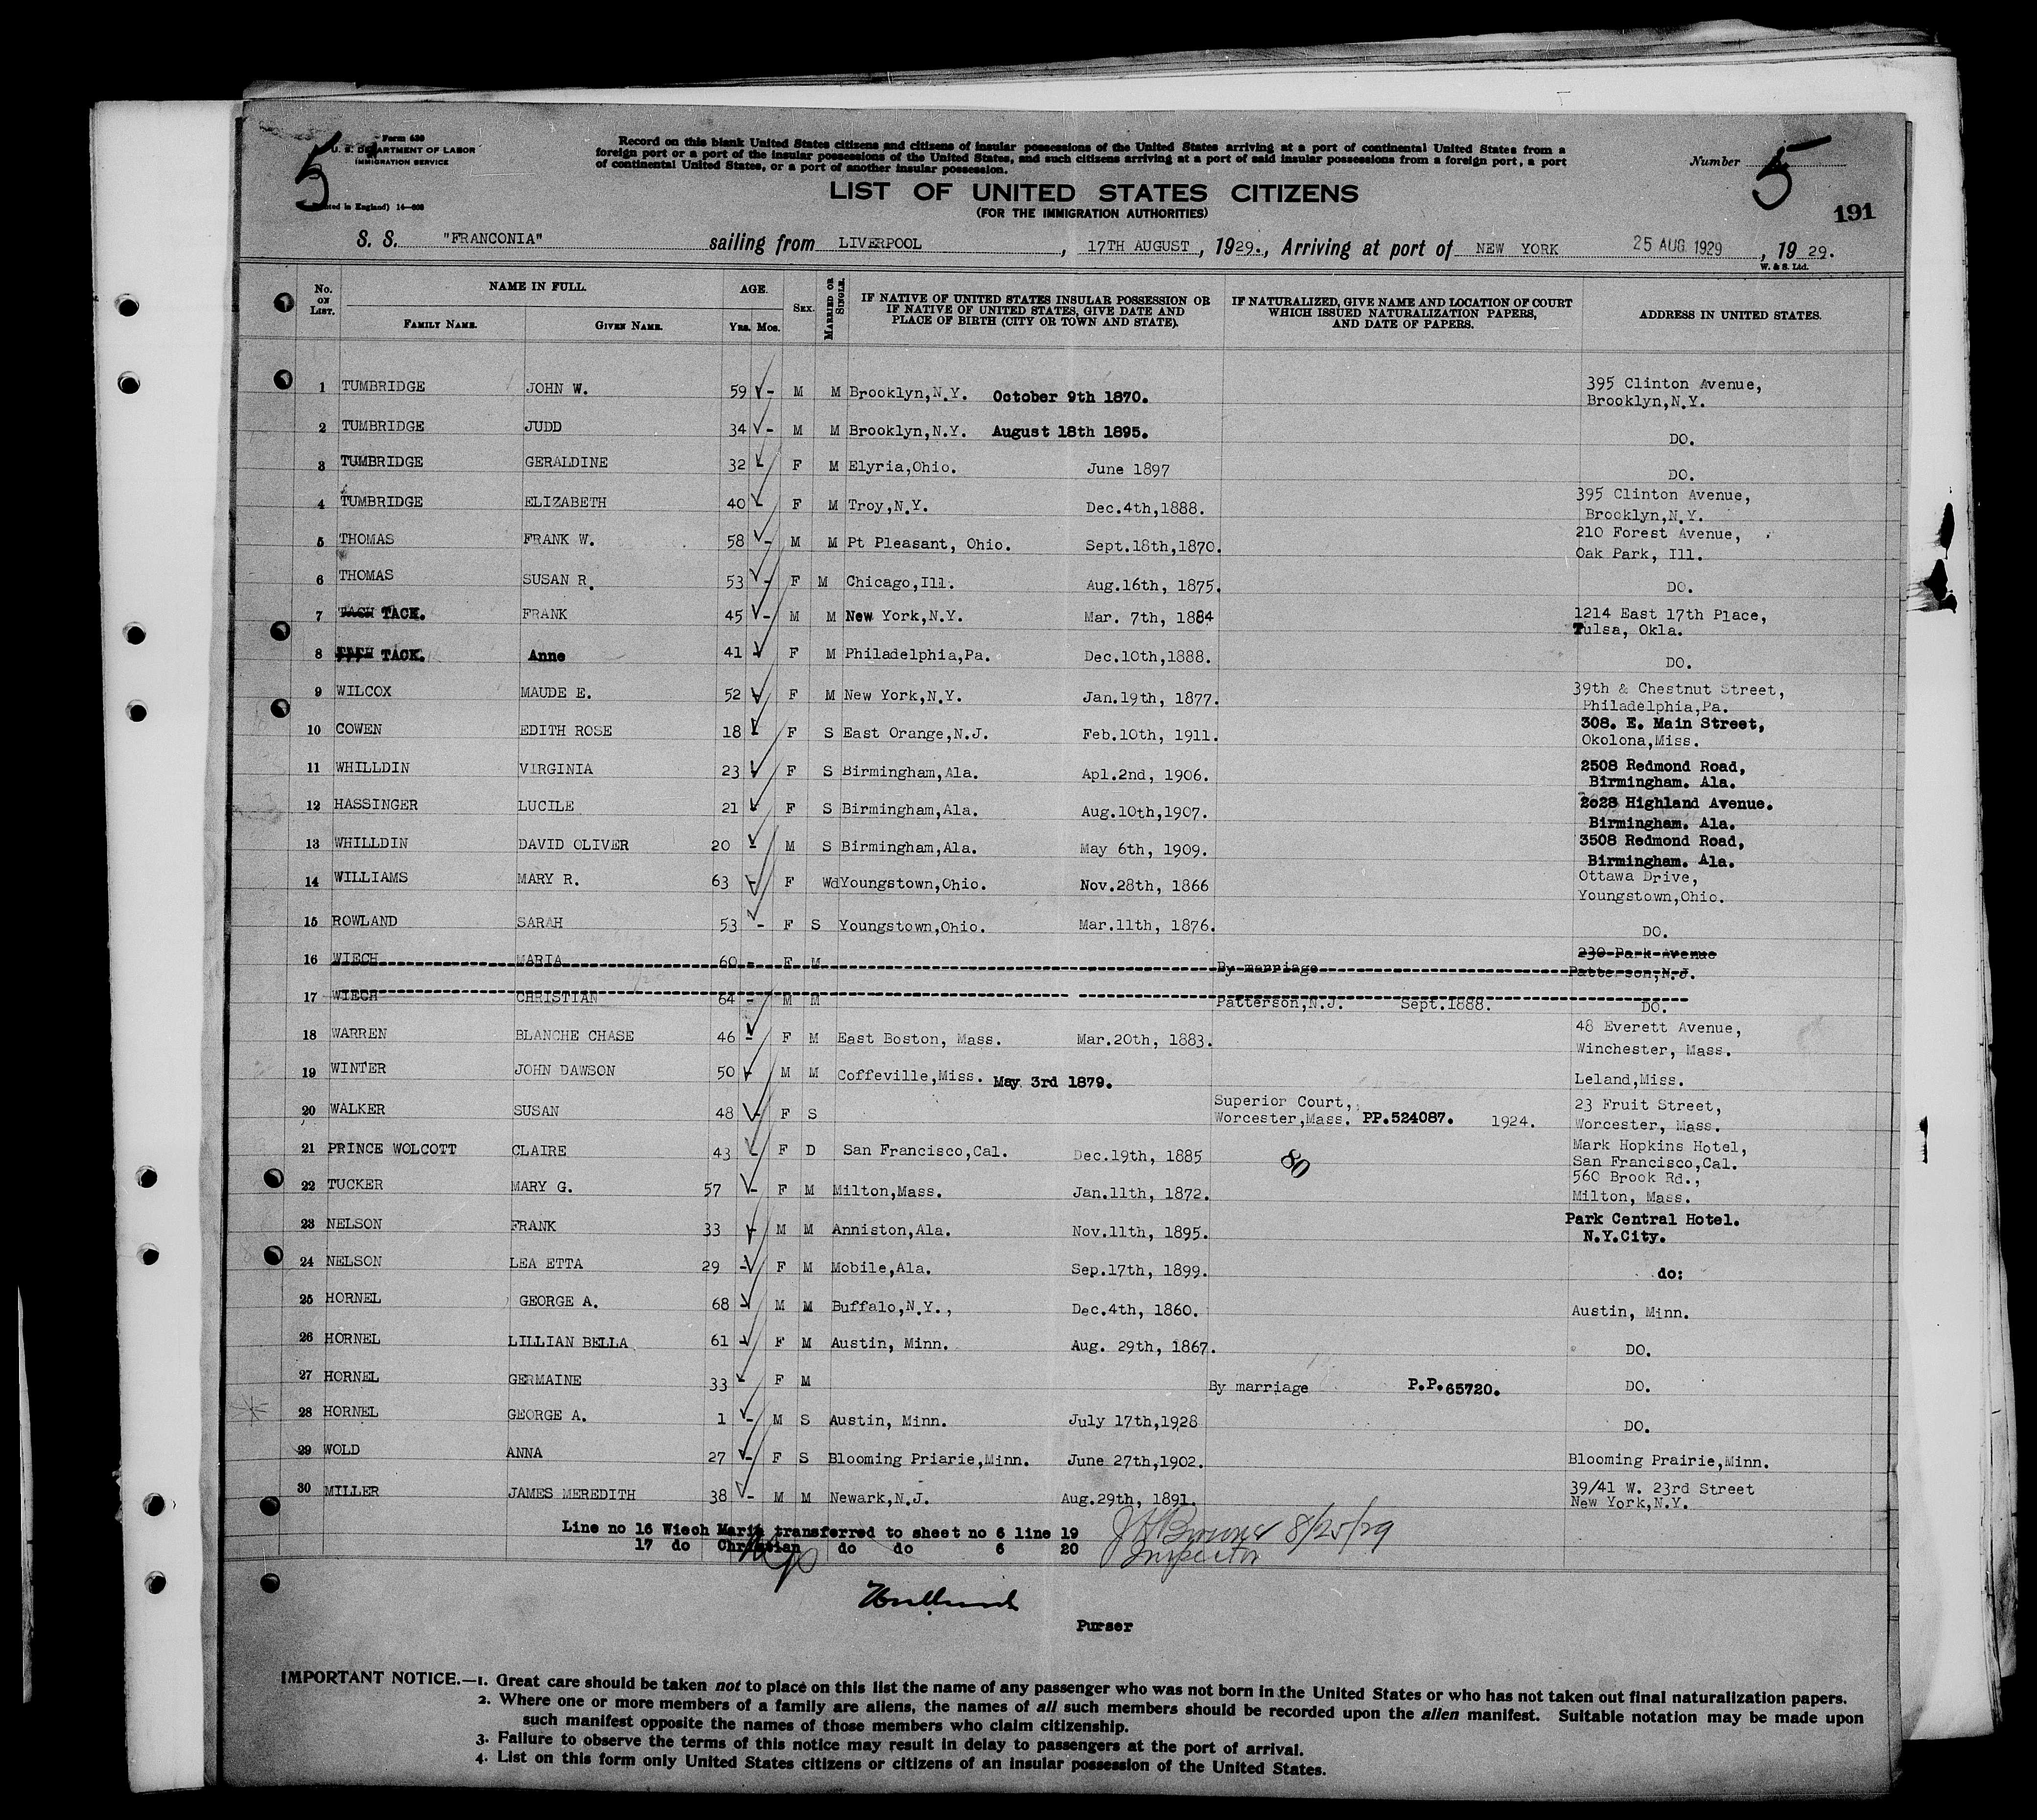 5
Form 630
U. S. DEPARTMENT OF LABOR
IMMIGRATION SERVICE
(Printed in England) 14—608
Record on this blank United States citizens and citizens of insular possessions of the United States arriving at a port of continental United States from a
foreign port or a port of the insular possessions of the United States, and such citizens arriving at a port of said insular possessions from a foreign port, a port
of continental United States, or a port of another insular possession.
Number 5
191
LIST OF UNITED STATES CITIZENS
(FOR THE IMMIGRATION AUTHORITIES)
S. S. "FRANCONIA" sailing from LIVERPOOL, 17TH AUGUST, 1929., Arriving at port of NEW YORK 25 AUG 1929, 1929.
W. & S. Ltd.
No. ON LIST. NAME IN FULL. FAMILY NAME. GIVEN NAME. AGE. Yrs. Mos. SEX. MARRIED OR SINGLE. IF NATIVE OF UNITED STATES INSULAR POSSESSION OR IF NATIVE OF UNITED STATES, GIVE DATE AND PLACE OF BIRTH (CITY OR TOWN AND STATE). IF NATURALIZED, GIVE NAME AND LOCATION OF COURT WHICH ISSUED NATURALIZATION PAPERS, AND DATE OF PAPERS. ADDRESS IN UNITED STATES.
1 TUMBRIDGE JOHN W. 59 - M M Brooklyn,N.Y. October 9th 1870. 395 Clinton Avenue,
Brooklyn,N.Y.
2 TUMBRIDGE JUDD 34 - M M Brooklyn,N.Y. August 18th 1895. DO.
3 TUMBRIDGE GERALDINE 32 - F M Elyria,Ohio. June 1897 DO.
4 TUMBRIDGE ELIZABETH 40 - F M Troy,N.Y. Dec.4th,1888. 395 Clinton Avenue,
Brooklyn,N.Y.
5 THOMAS FRANK W. 58 - M M Pt Pleasant, Ohio. Sept.18th,1870. 210 Forest Avenue,
Oak Park, Ill.
6 THOMAS SUSAN R. 53 - F M Chicago,Ill. Aug.16th, 1875. DO.
7 TACH TACK. FRANK 45 - M M New York,N.Y. Mar. 7th, 1884 1214 East 17th Place,
Tulsa, Okla.
8 TACK. Anne 41 - F M Philadelphia,Pa. Dec.10th,1888. DO.
9 WILCOX MAUDE E. 52 - F M New York,N.Y. Jan.19th, 1877. 39th & Chestnut Street,
Philadelphia,Pa.
10 COWEN EDITH ROSE 18 - F S East Orange,N.J. Feb.10th, 1911. 308. E. Main Street,
Okolona,Miss.
11 WHILLDIN VIRGINIA 23 - F S Birmingham,Ala. Apl.2nd, 1906. 2508 Redmond Road,
Birmingham. Ala.
12 HASSINGER LUCILE 21 - F S Birmingham,Ala. Aug.10th,1907. 2028 Highland Avenue.
Birmingham. Ala.
13 WHILLDIN DAVID OLIVER 20 - M S Birmingham,Ala. May 6th, 1909. 3508 Redmond Road,
Birmingham. Ala.
14 WILLIAMS MARY R. 63 - F Wd Youngstown,Ohio. Nov.28th, 1866 Ottawa Drive,
Youngstown,Ohio.
15 ROWLAND SARAH 53 - F S Youngstown,Ohio. Mar.11th, 1876. DO.
16 WIECH MARIA 60 - F M By marriage 230 Park Avenue
Patterson,N.J.
17 WIECH CHRISTIAN 64 - M M Patterson,N.J. Sept.1888. DO.
18 WARREN BLANCHE CHASE 46 - F M East Boston, Mass. Mar.20th, 1883. 48 Everett Avenue,
Winchester, Mass.
19 WINTER JOHN DAWSON 50 - M M Coffeville,Miss. May 3rd 1879. Leland,Miss.
20 WALKER SUSAN 48 - F S Superior Court,
Worcester,Mass. PP.524087. 1924. 23 Fruit Street,
Worcester, Mass.
21 PRINCE WOLCOTT CLAIRE 43 - F D San Francisco,Cal. Dec.19th, 1885 80 Mark Hopkins Hotel,
San Francisco,Cal.
22 TUCKER MARY G. 57 - F M Milton,Mass. Jan.11th, 1872. 560 Brook Rd.,
Milton, Mass.
23 NELSON FRANK 33 - M M Anniston,Ala. Nov.11th, 1895. Park Central Hotel.
N.Y.City.
24 NELSON LEA ETTA 29 - F M Mobile,Ala. Sep.17th, 1899. do:
25 HORNEL GEORGE A. 68 - M M Buffalo,N.Y., Dec.4th, 1860. Austin, Minn.
26 HORNEL LILLIAN BELLA 61 - F M Austin, Minn. Aug. 29th, 1867. DO.
27 HORNEL GERMAINE 33 - F M By marriage P.P.65720. DO.
28 HORNEL GEORGE A. 1 - M S Austin, Minn. July 17th,1928 DO.
29 WOLD ANNA 27 - F S Blooming Priarie,Minn. June 27th,1902. Blooming Prairie,Minn.
30 MILLER JAMES MEREDITH 38 - M M Newark,N.J. Aug.29th, 1891. 39/41 W. 23rd Street
New York,N.Y.
Line no 16 Wiech Maria transferred to sheet no 6 line 19
17 do Christian do do 6 20
8/25/29
Inspector
Purser
IMPORTANT NOTICE.—1. Great care should be taken not to place on this list the name of any passenger who was not born in the United States or who has not taken out final naturalization papers.
2. Where one or more members of a family are aliens, the names of all such members should be recorded upon the alien manifest. Suitable notation may be made upon
such manifest opposite the names of those members who claim citizenship.
3. Failure to observe the terms of this notice may result in delay to passengers at the port of arrival.
4. List on this form only United States citizens or citizens of an insular possession of the United States.